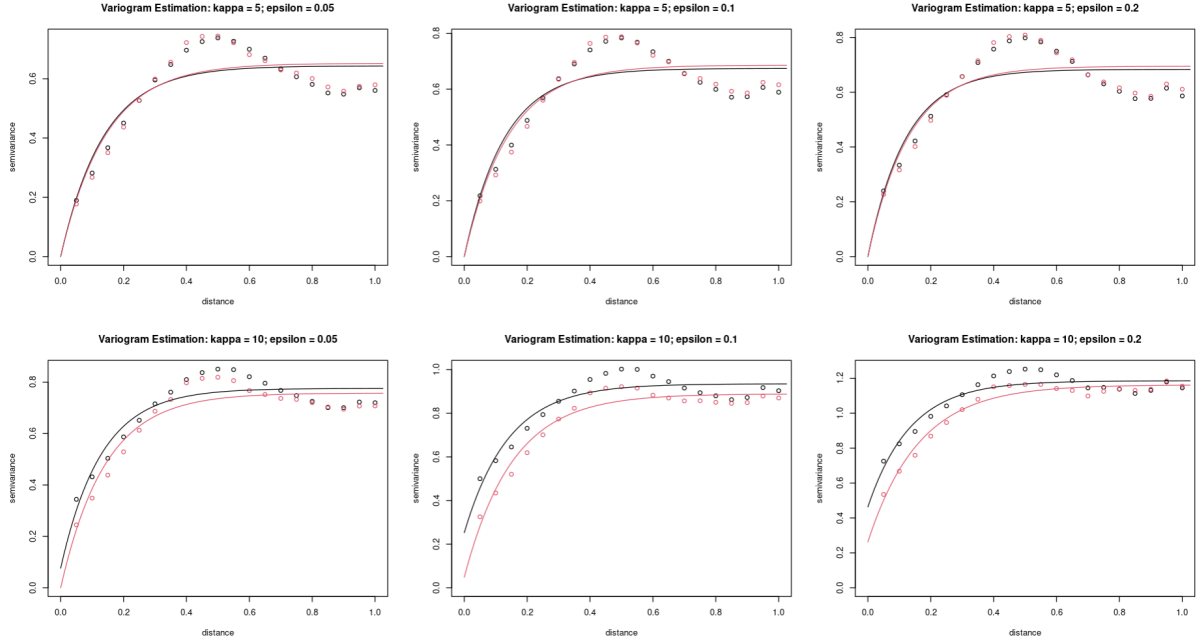 Variogram Estimation: kappa = 5; epsilon = 0.05
semivariance
0.0 0.2 0.4 0.6
0.0 0.2 0.4 0.6 0.8 1.0
distance
Variogram Estimation: kappa = 5; epsilon = 0.1
semivariance
0.0 0.2 0.4 0.6 0.8
0.0 0.2 0.4 0.6 0.8 1.0
distance
Variogram Estimation: kappa = 5; epsilon = 0.2
semivariance
0.0 0.2 0.4 0.6 0.8
0.0 0.2 0.4 0.6 0.8 1.0
distance
Variogram Estimation: kappa = 10; epsilon = 0.05
semivariance
0.0 0.2 0.4 0.6 0.8
0.0 0.2 0.4 0.6 0.8 1.0
distance
Variogram Estimation: kappa = 10; epsilon = 0.1
semivariance
0.0 0.2 0.4 0.6 0.8 1.0
0.0 0.2 0.4 0.6 0.8 1.0
distance
Variogram Estimation: kappa = 10; epsilon = 0.2
semivariance
0.0 0.2 0.4 0.6 0.8 1.0 1.2
0.0 0.2 0.4 0.6 0.8 1.0
distance